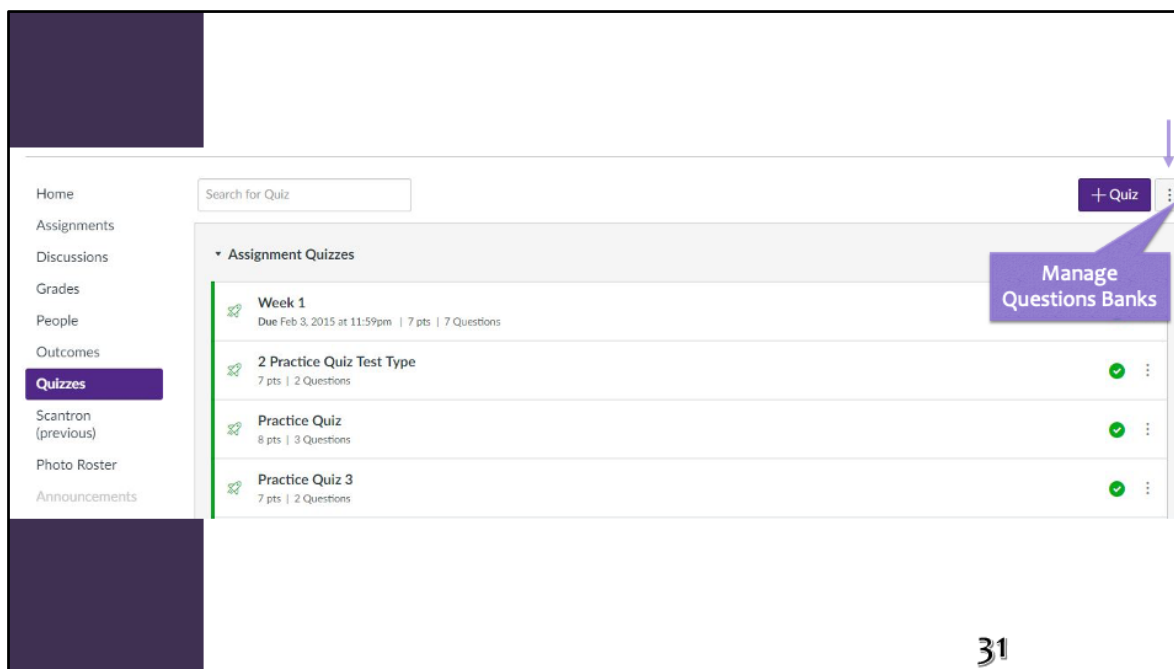 Home
Assignments
Discussions
Grades
People
Outcomes
Quizzes
Scantron
(previous)
Photo Roster
Announcements
Search for Quiz
+ Quiz
Assignment Quizzes
Manage
Questions Banks
Week 1
Due Feb 3, 2015 at 11:59pm | 7 pts | 7 Questions
2 Practice Quiz Test Type
7 pts | 2 Questions
Practice Quiz
8 pts | 3 Questions
Practice Quiz 3
7 pts | 2 Questions
31